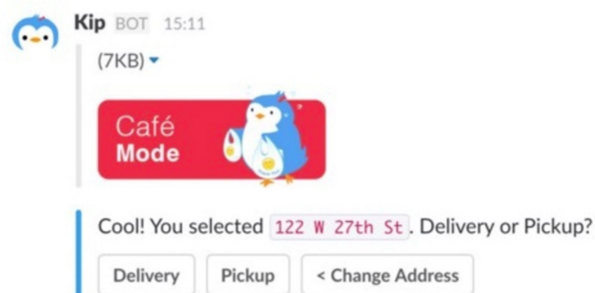 Kip BOT 15:11
(7KB)
Café
Mode
Cool! You selected 122 W 27th St. Delivery or Pickup?
Delivery Pickup < Change Address